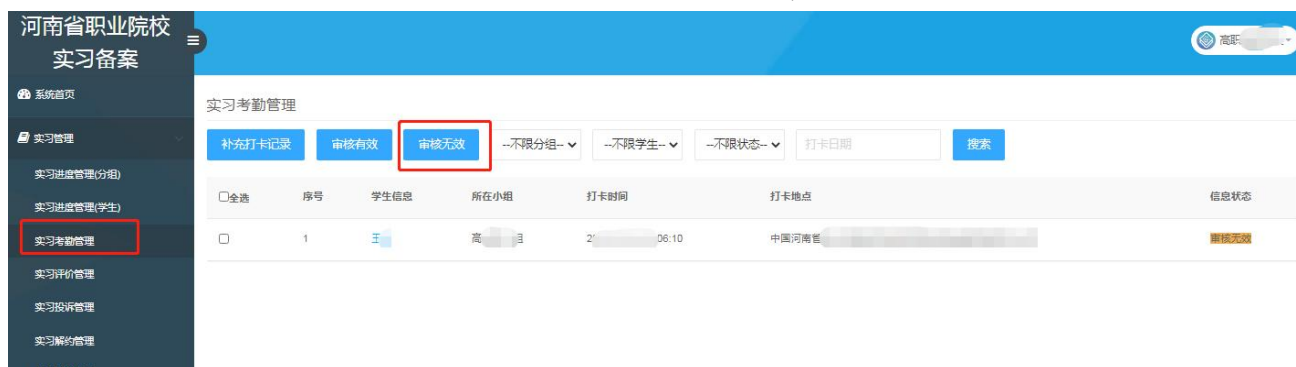 河南省职业院校
实习备案
高职
系统首页
实习管理
实习进度管理(分组)
实习进度管理(学生)
实习考勤管理
实习评价管理
实习投诉管理
实习解约管理
实习考勤管理
补充打卡记录 审核有效 审核无效 --不限分组-- --不限学生-- --不限状态-- 打卡日期 搜索
全选 序号 学生信息 所在小组 打卡时间 打卡地点 信息状态
1 王 高 组 2 06:10 中国河南省 审核无效